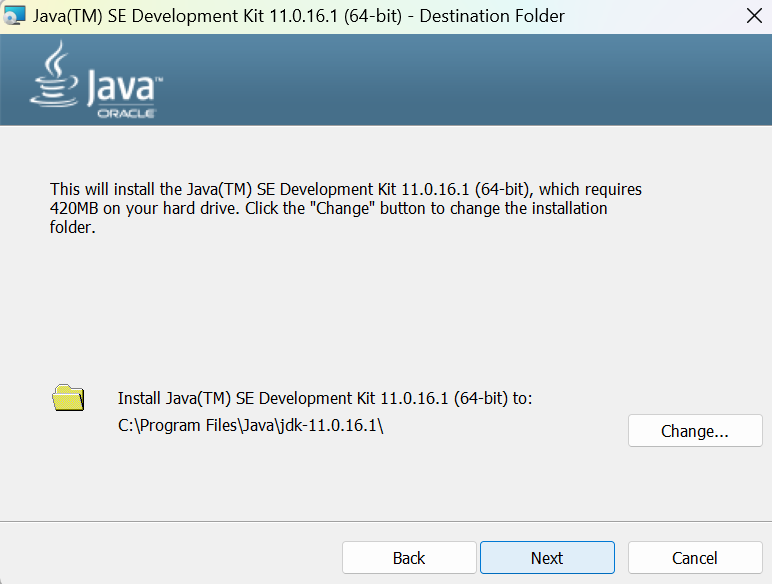 Java(TM) SE Development Kit 11.0.16.1 (64-bit) - Destination Folder
Java™
ORACLE
This will install the Java(TM) SE Development Kit 11.0.16.1 (64-bit), which requires
420MB on your hard drive. Click the "Change" button to change the installation
folder.
Install Java(TM) SE Development Kit 11.0.16.1 (64-bit) to:
C:\Program Files\Java\jdk-11.0.16.1\
Change...
Back
Next
Cancel